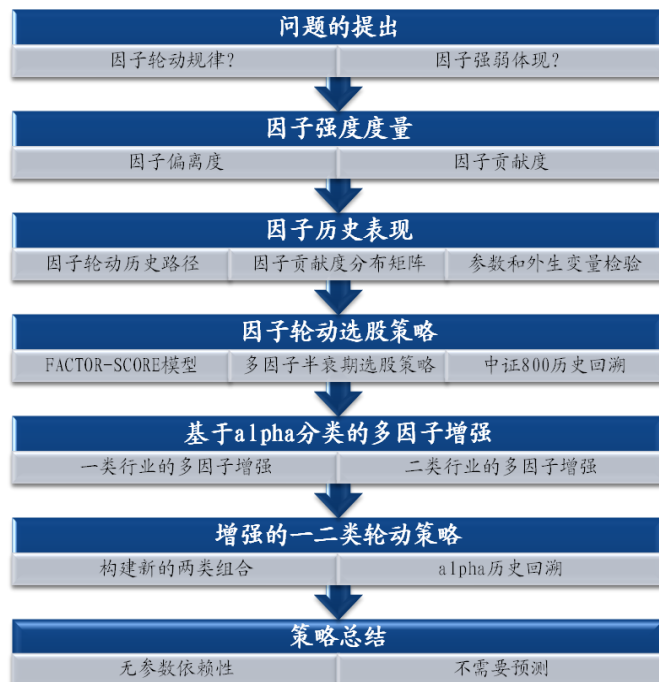 问题的提出
因子轮动规律? 因子强弱体现?
因子强度度量
因子偏离度 因子贡献度
因子历史表现
因子轮动历史路径 因子贡献度分布矩阵 参数和外生变量检验
因子轮动选股策略
FACTOR-SCORE模型 多因子半衰期选股策略 中证800历史回溯
基于alpha分类的多因子增强
一类行业的多因子增强 二类行业的多因子增强
增强的一二类轮动策略
构建新的两类组合 alpha历史回溯
策略总结
无参数依赖性 不需要预测